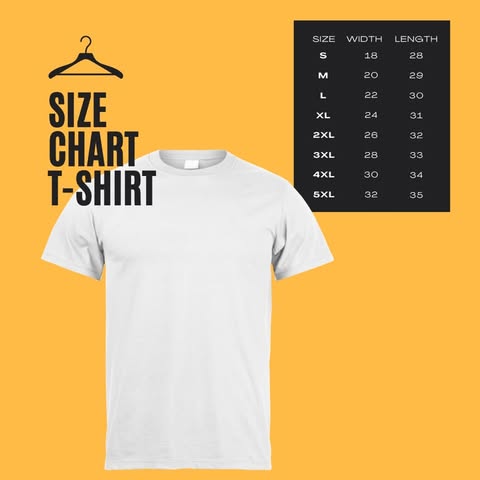 SIZE
CHART
T-SHIRT
SIZE WIDTH LENGTH
S 18 28
M 20 29
L 22 30
XL 24 31
2XL 26 32
3XL 28 33
4XL 30 34
5XL 32 35